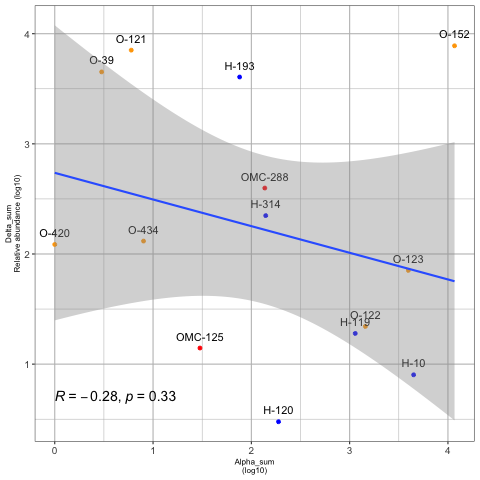 4
O-152
O-121
O-39
H-193
3
OMC-288
H-314
O-420
O-434
2
O-123
O-122
H-119
OMC-125
1
H-10
R = −0.28, p = 0.33
H-120
Delta_sum
Relative abundance (log10)
0 1 2 3 4
Alpha_sum
(log10)